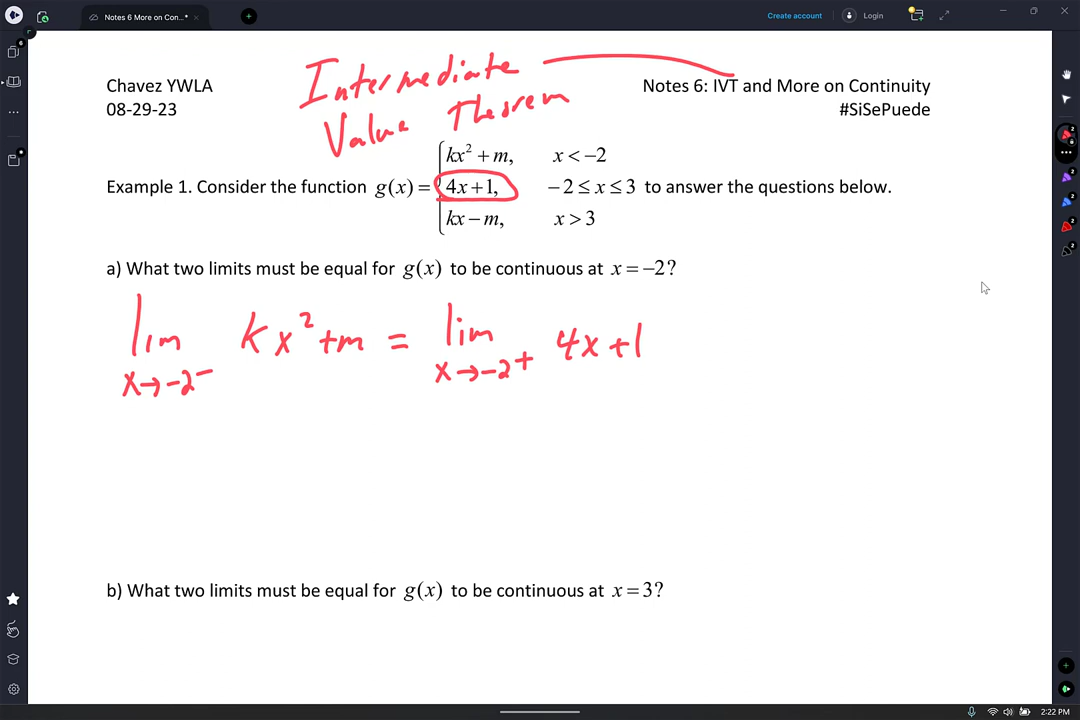 Notes 6 More on Con...*
Create account
Login
Intermediate
Value Theorem
Chavez YWLA
Notes 6: IVT and More on Continuity
08-29-23
#SiSePuede
kx² + m, x < −2
Example 1. Consider the function g(x) = 4x + 1, −2 ≤ x ≤ 3 to answer the questions below.
kx − m, x > 3
a) What two limits must be equal for g(x) to be continuous at x = −2?
lim kx² + m = lim 4x + 1
x → −2⁻ x → −2⁺
b) What two limits must be equal for g(x) to be continuous at x = 3?
2:22 PM